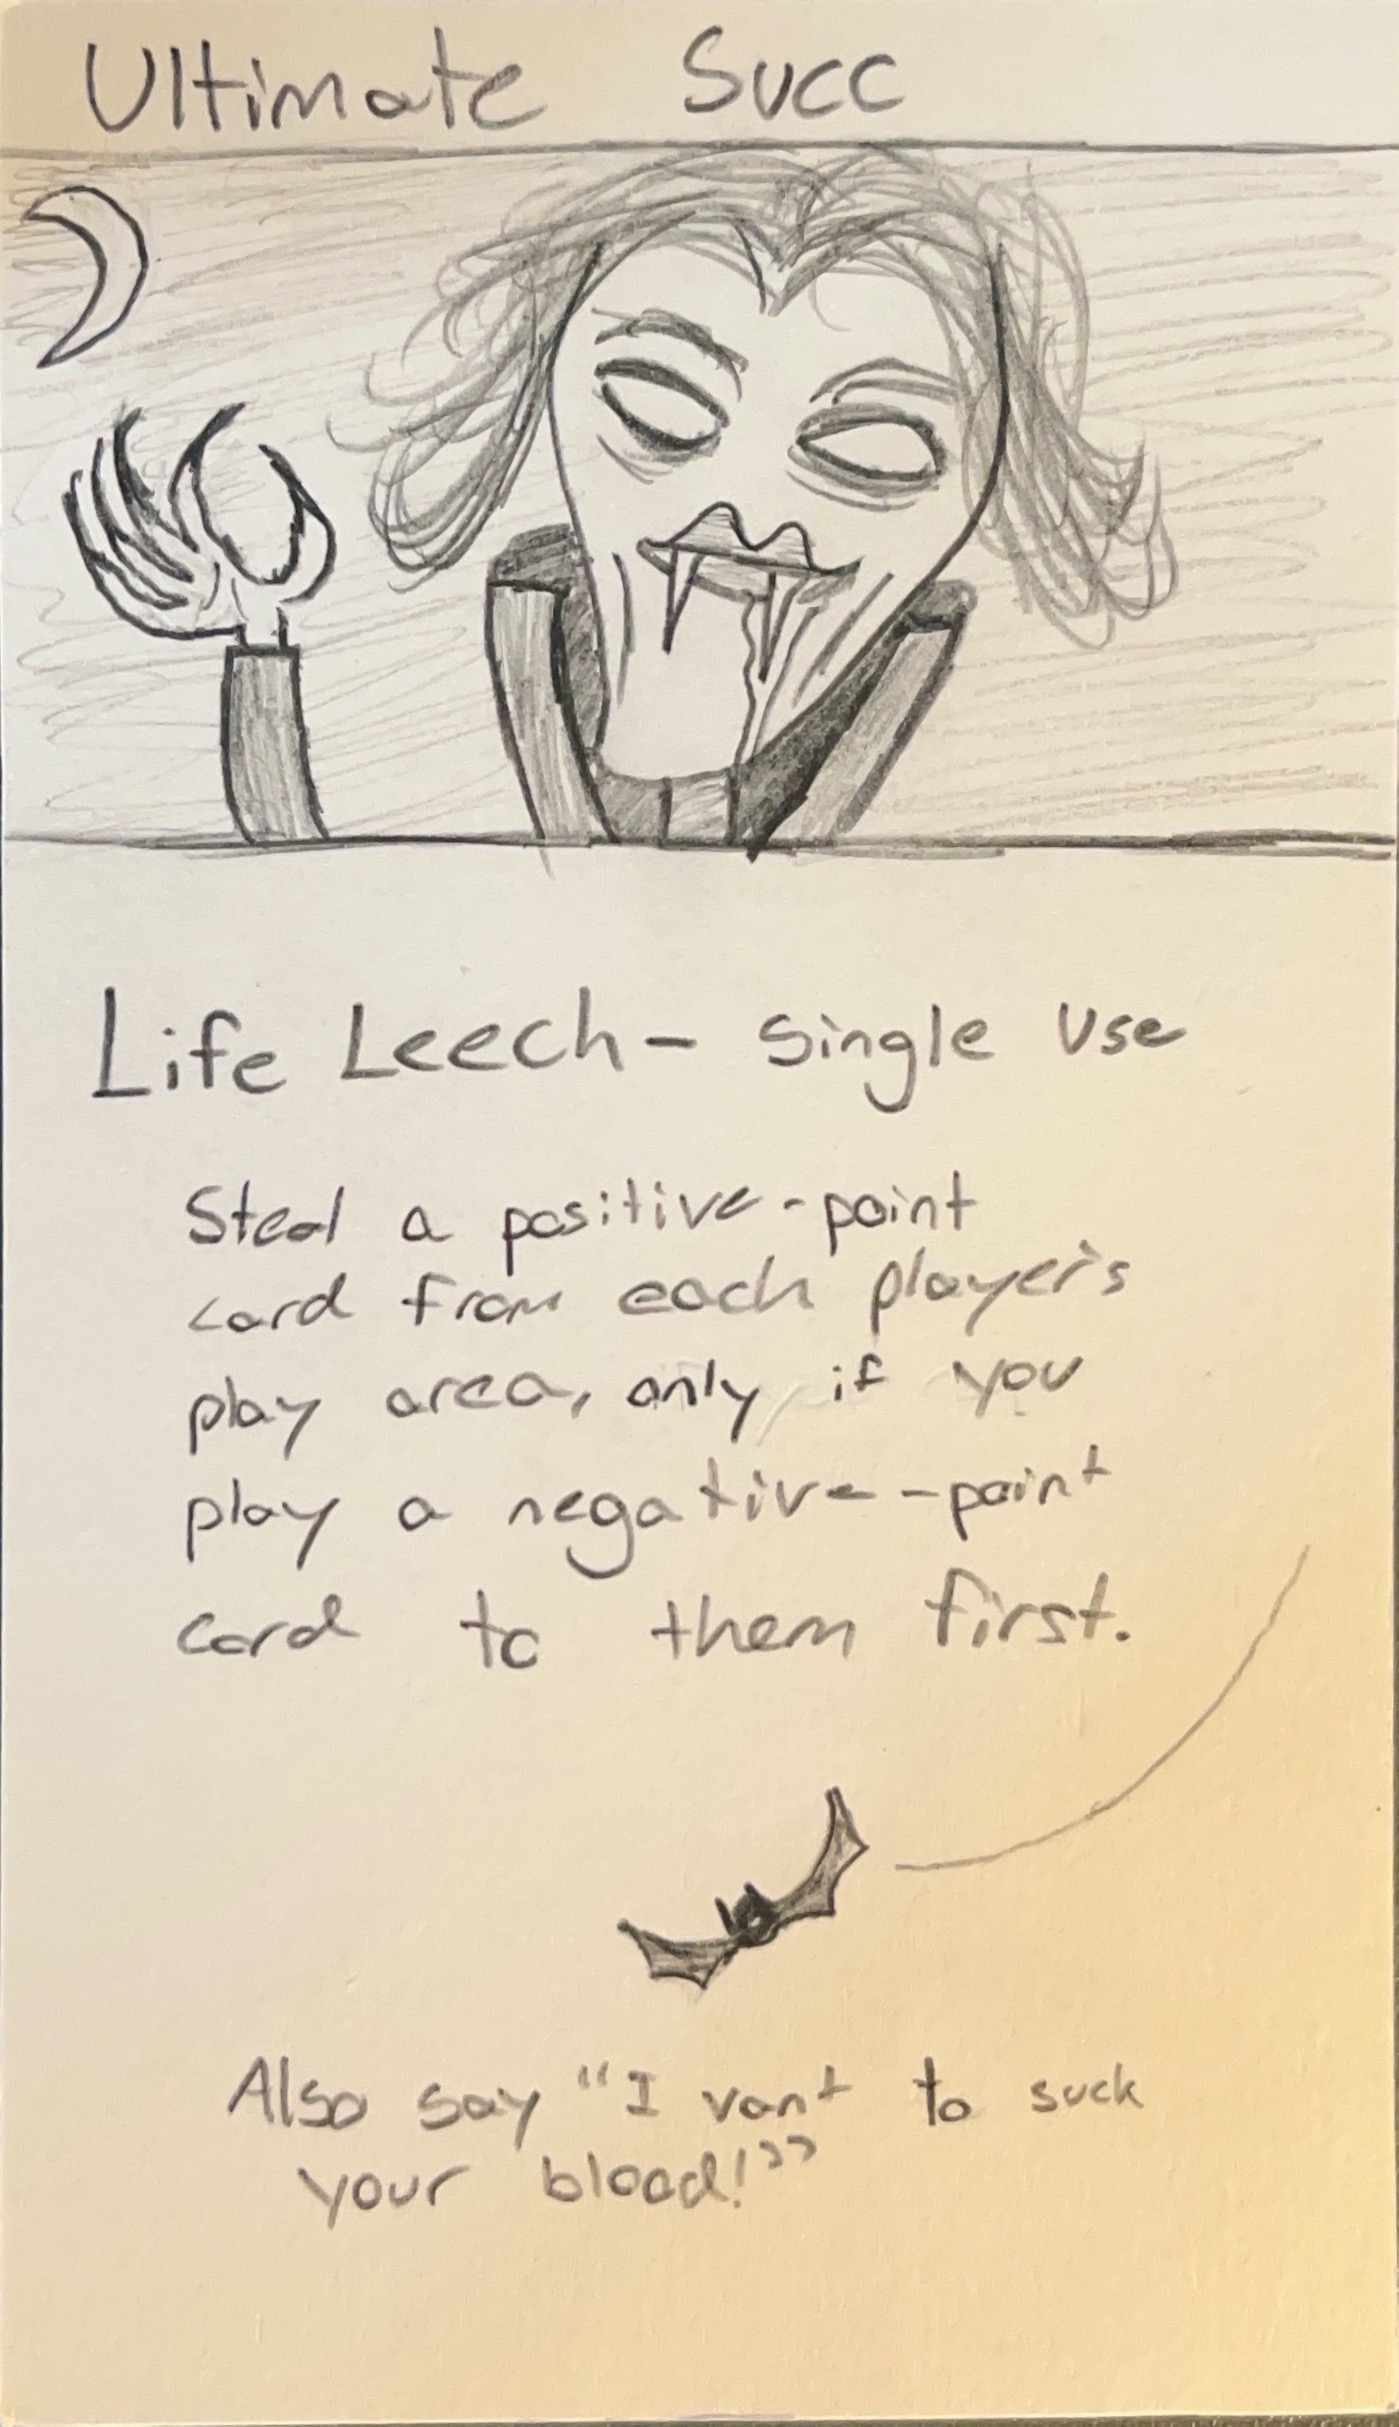 Ultimate Succ
Life Leech - Single Use
Steal a positive-point
card from each player's
play area, only if you
play a negative-point
card to them first.
Also say "I vant to suck
your blood!"